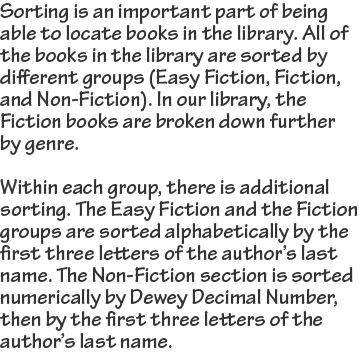 Sorting is an important part of being
able to locate books in the library. All of
the books in the library are sorted by
different groups (Easy Fiction, Fiction,
and Non-Fiction). In our library, the
Fiction books are broken down further
by genre.

Within each group, there is additional
sorting. The Easy Fiction and the Fiction
groups are sorted alphabetically by the
first three letters of the author's last
name. The Non-Fiction section is sorted
numerically by Dewey Decimal Number,
then by the first three letters of the
author's last name.